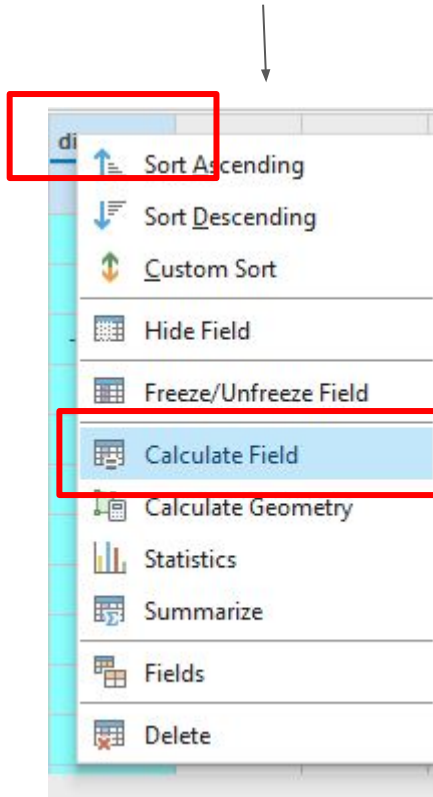 di
Sort Ascending
Sort Descending
Custom Sort
Hide Field
Freeze/Unfreeze Field
Calculate Field
Calculate Geometry
Statistics
Summarize
Fields
Delete